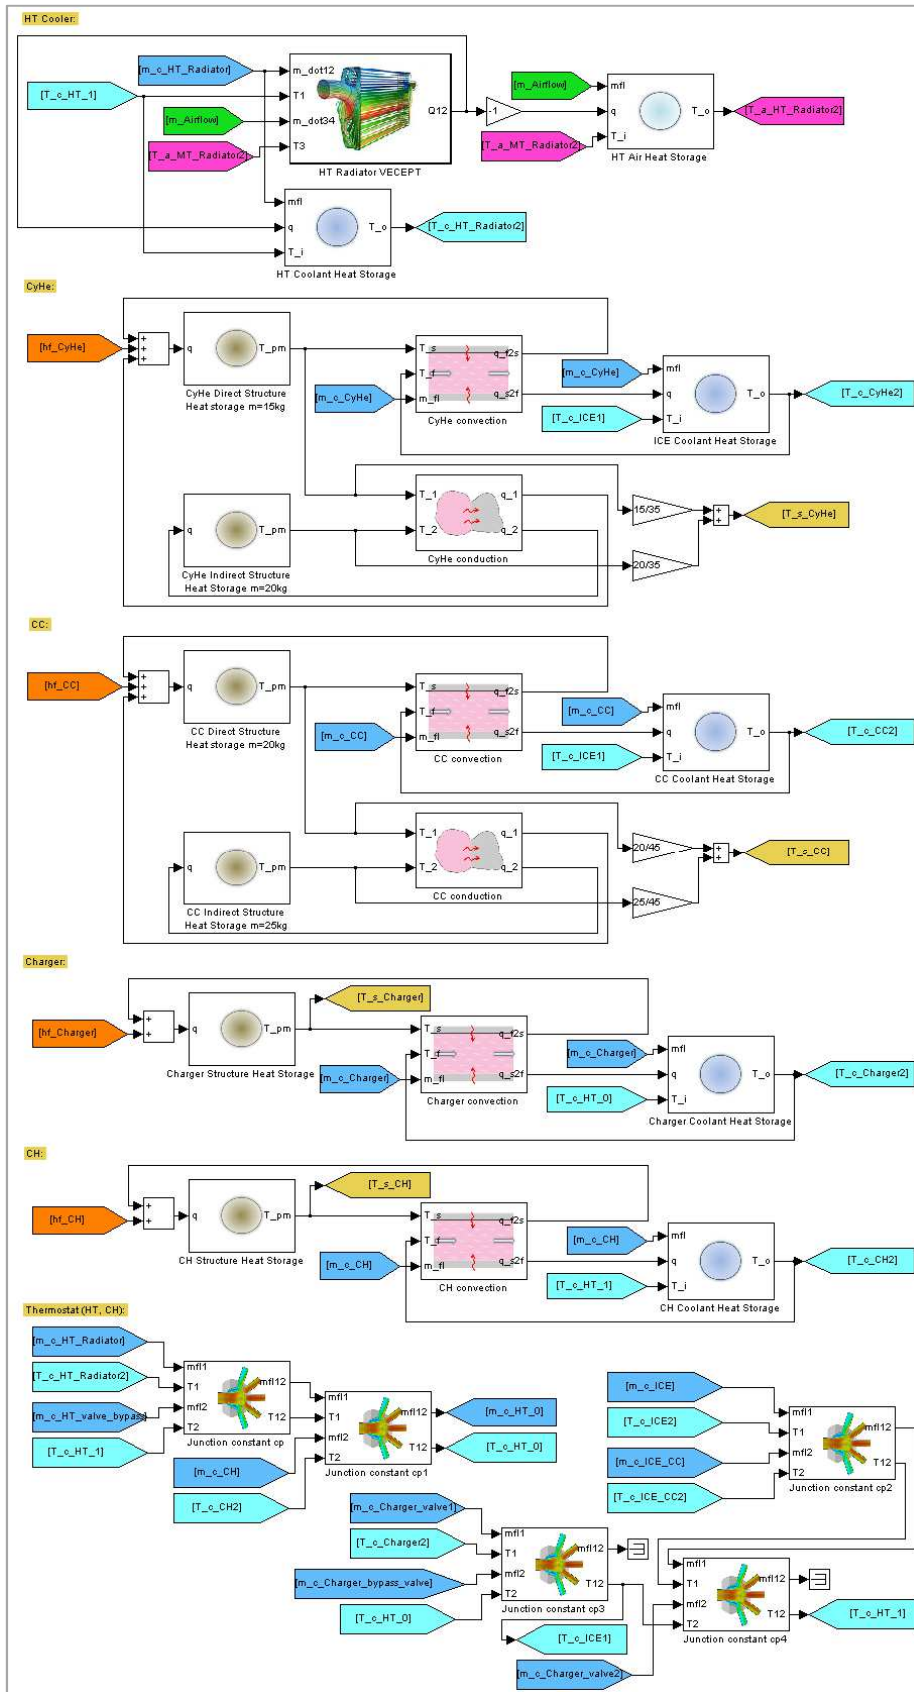 HT Cooler:
[m_c_HT_Radiator]
[T_c_HT_1]
[m_Airflow]
[T_a_MT_Radiator2]
m_dot12
T1
m_dot34
T3
Q12
HT Radiator VECEPT
-1
[m_Airflow]
[T_a_MT_Radiator2]
mfl
q
T_i
T_o
HT Air Heat Storage
[T_a_HT_Radiator2]
mfl
q
T_i
T_o
HT Coolant Heat Storage
[T_c_HT_Radiator2]
CyHe:
[hf_CyHe]
+
+
+
q
T_pm
CyHe Direct Structure
Heat storage m=15kg
[m_c_CyHe]
T_s
T_f
m_fl
q_f2s
q_s2f
CyHe convection
[m_c_CyHe]
[T_c_ICE1]
mfl
q
T_i
T_o
ICE Coolant Heat Storage
[T_c_CyHe2]
q
T_pm
CyHe Indirect Structure
Heat Storage m=20kg
T_1
T_2
q_1
q_2
CyHe conduction
15/35
20/35
+
+
[T_s_CyHe]
CC:
[hf_CC]
+
+
+
q
T_pm
CC Direct Structure
Heat storage m=20kg
[m_c_CC]
T_s
T_f
m_fl
q_f2s
q_s2f
CC convection
[m_c_CC]
[T_c_ICE1]
mfl
q
T_i
T_o
CC Coolant Heat Storage
[T_c_CC2]
q
T_pm
CC Indirect Structure
Heat Storage m=25kg
T_1
T_2
q_1
q_2
CC conduction
20/45
25/45
+
+
[T_s_CC]
Charger:
[hf_Charger]
+
+
q
T_pm
Charger Structure Heat Storage
[T_s_Charger]
[m_c_Charger]
T_s
T_f
m_fl
q_f2s
q_s2f
Charger convection
[m_c_Charger]
[T_c_HT_0]
mfl
q
T_i
T_o
Charger Coolant Heat Storage
[T_c_Charger2]
CH:
[hf_CH]
+
+
q
T_pm
CH Structure Heat Storage
[T_s_CH]
[m_c_CH]
T_s
T_f
m_fl
q_f2s
q_s2f
CH convection
[m_c_CH]
[T_c_HT_1]
mfl
q
T_i
T_o
CH Coolant Heat Storage
[T_c_CH2]
Thermostat (HT, CH):
[m_c_HT_Radiator]
[T_c_HT_Radiator2]
[m_c_HT_valve_bypass]
[T_c_HT_1]
mfl1
T1
mfl2
T2
mfl12
T12
Junction constant cp
[m_c_CH]
[T_c_CH2]
mfl1
T1
mfl2
T2
mfl12
T12
Junction constant cp1
[m_c_HT_0]
[T_c_HT_0]
[m_c_ICE]
[T_c_ICE2]
[m_c_ICE_CC]
[T_c_ICE_CC2]
mfl1
T1
mfl2
T2
mfl12
T12
Junction constant cp2
[m_c_Charger_valve1]
[T_c_Charger2]
[m_c_Charger_bypass_valve]
[T_c_HT_0]
mfl1
T1
mfl2
T2
mfl12
T12
Junction constant cp3
[T_c_ICE1]
[m_c_Charger_valve2]
mfl1
T1
mfl2
T2
mfl12
T12
Junction constant cp4
[T_c_HT_1]